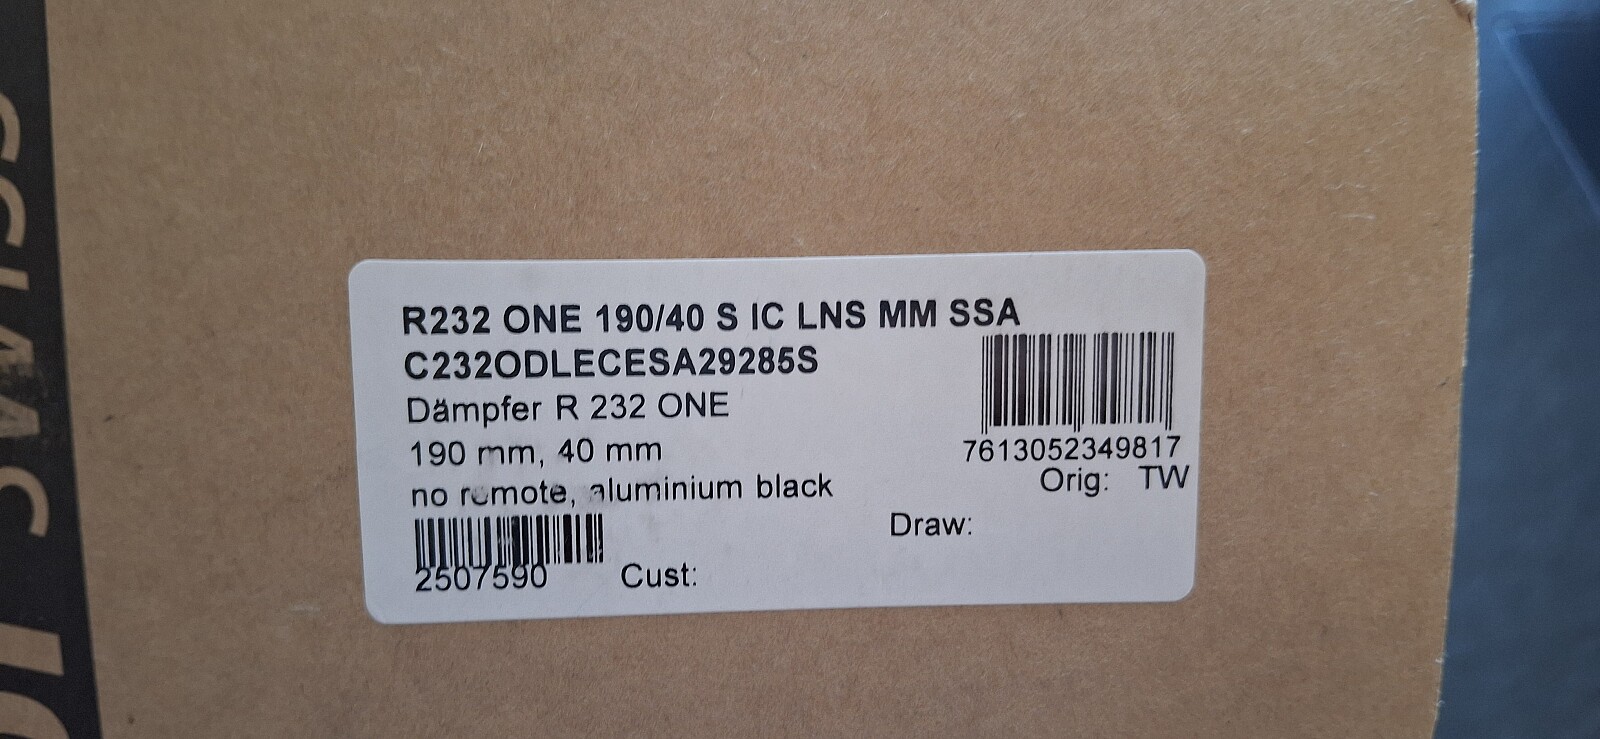 R232 ONE 190/40 S IC LNS MM SSA
C232ODLECESA29285S
Dämpfer R 232 ONE
190 mm, 40 mm
7613052349817
no remote, aluminium black
Orig: TW
Draw:
2507590
Cust: